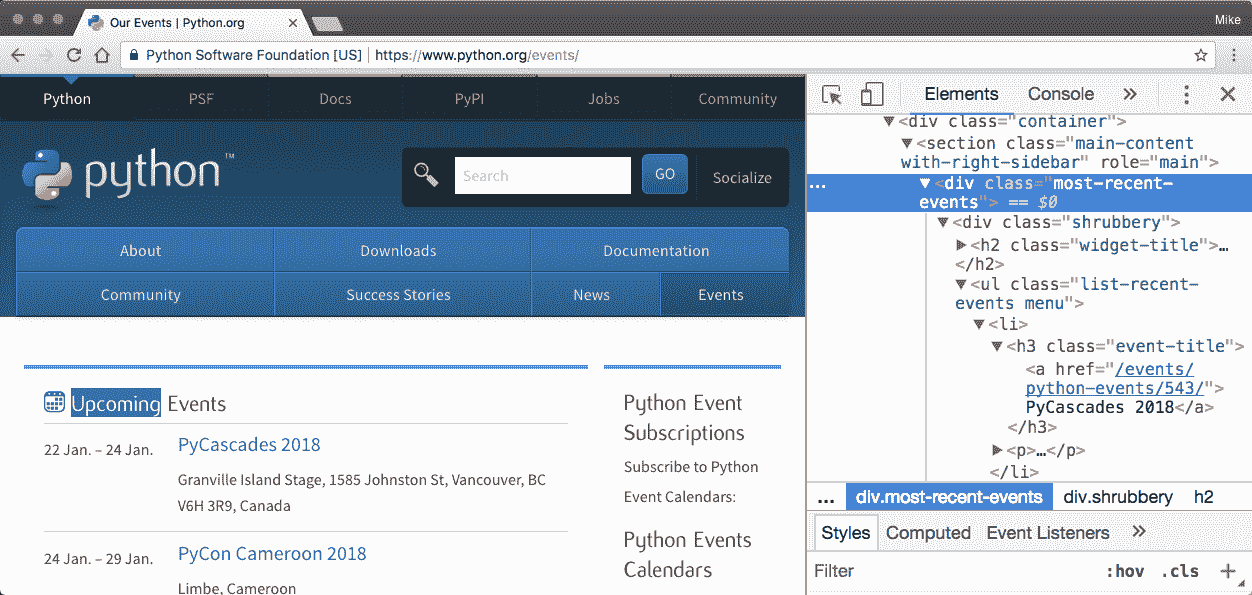 Our Events | Python.org
Mike
Python Software Foundation [US] | https://www.python.org/events/
Python PSF Docs PyPI Jobs Community
python™
Search GO Socialize
About Downloads Documentation
Community Success Stories News Events
Upcoming Events
22 Jan. – 24 Jan. PyCascades 2018
Granville Island Stage, 1585 Johnston St, Vancouver, BC
V6H 3R9, Canada
24 Jan. – 29 Jan. PyCon Cameroon 2018
Limbe, Cameroon
Python Event
Subscriptions
Subscribe to Python
Event Calendars:
Python Events
Calendars
Elements Console »
<div class="container">
<section class="main-content
with-right-sidebar" role="main">
... <div class="most-recent-
events"> == $0
<div class="shrubbery">
<h2 class="widget-title">…
</h2>
<ul class="list-recent-
events menu">
<li>
<h3 class="event-title">
<a href="/events/
python-events/543/">
PyCascades 2018</a>
</h3>
<p>…</p>
</li>
... div.most-recent-events div.shrubbery h2
Styles Computed Event Listeners »
Filter :hov .cls +